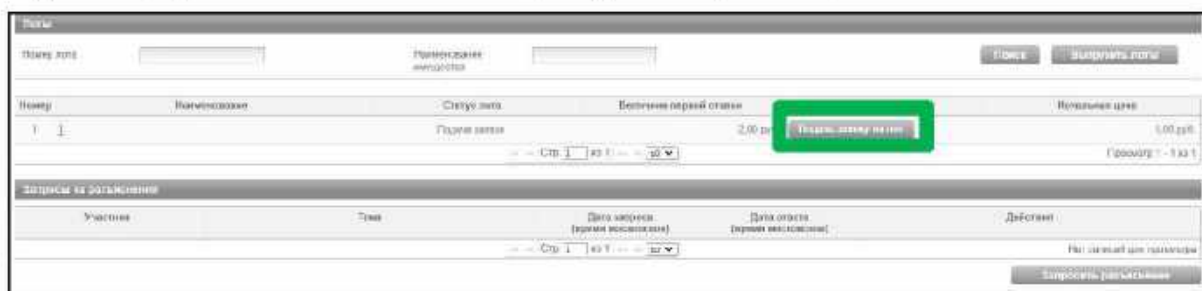 Лоты
Номер лота
Наименование имущества
Поиск
Выгрузить лоты
Номер Наименование Статус лота Величина первой ставки Начальная цена
1 1 Подача заявок 2,00 руб. Подать заявку на лот 1,00 руб.
Стр. 1 из 1 10 Просмотр 1 - 1 из 1
Запросы на разъяснения
Участник Тема Дата запроса (время московское) Дата ответа (время московское) Действия
Стр. 1 из 1 10 Нет записей для просмотра
Запросить разъяснение